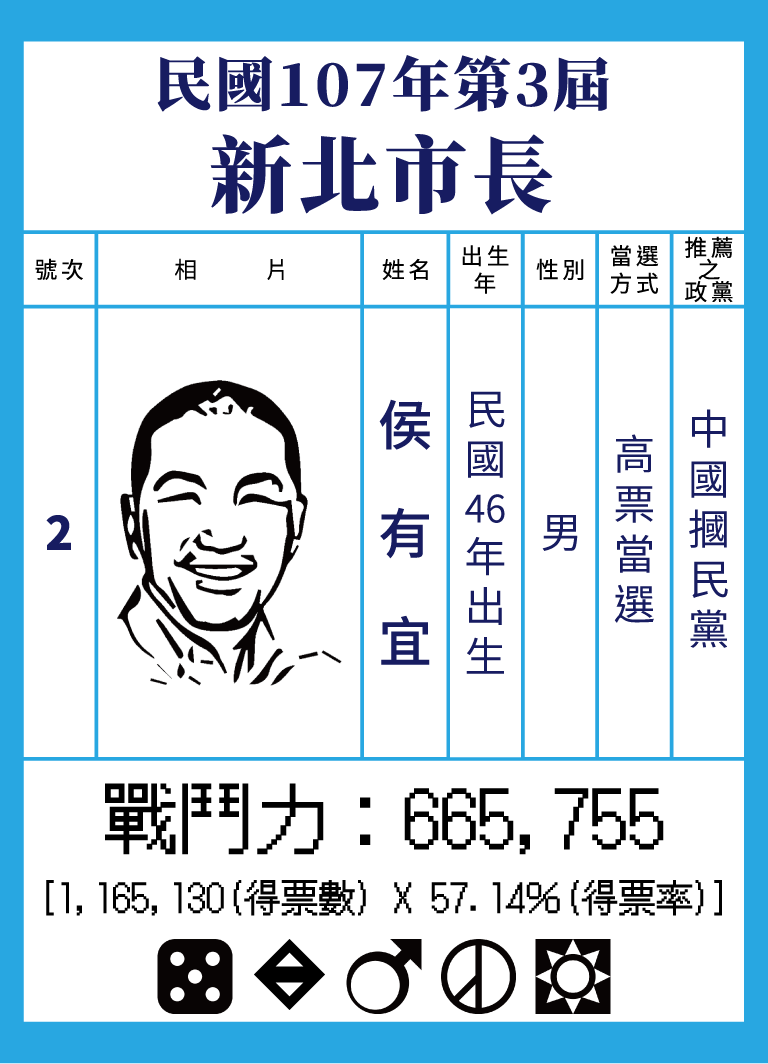 民國107年第3屆
新北市長
號次
相 片
姓名
出生年
性別
當選方式
推薦之政黨
2
侯有宜
民國46年出生
男
高票當選
中國摑民黨
戰鬥力：665,755
[1,165,130(得票數) X 57.14%(得票率)]